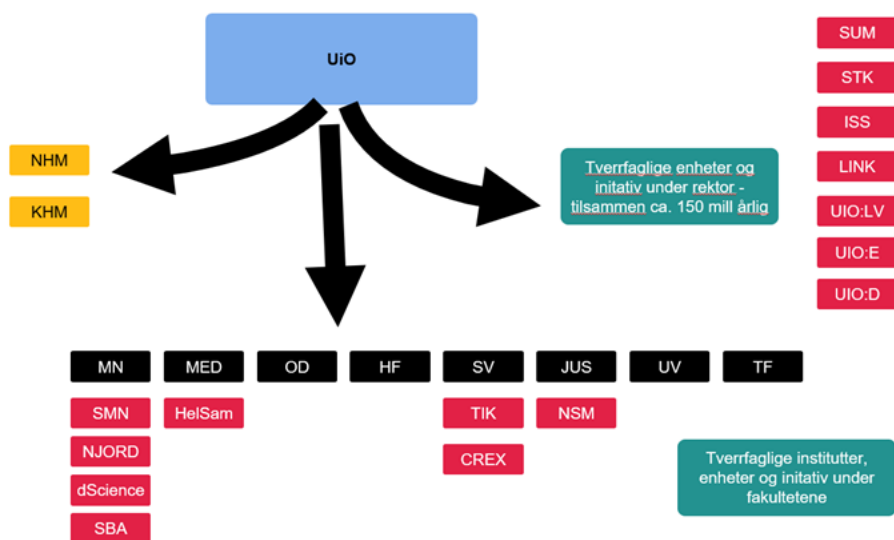 UiO
SUM
STK
ISS
LINK
UIO:LV
UIO:E
UIO:D
NHM
KHM
Tverrfaglige enheter og
initativ under rektor -
tilsammen ca. 150 mill årlig
MN MED OD HF SV JUS UV TF
SMN HelSam TIK NSM
NJORD CREX
dScience
SBA
Tverrfaglige institutter,
enheter og initativ under
fakultetene